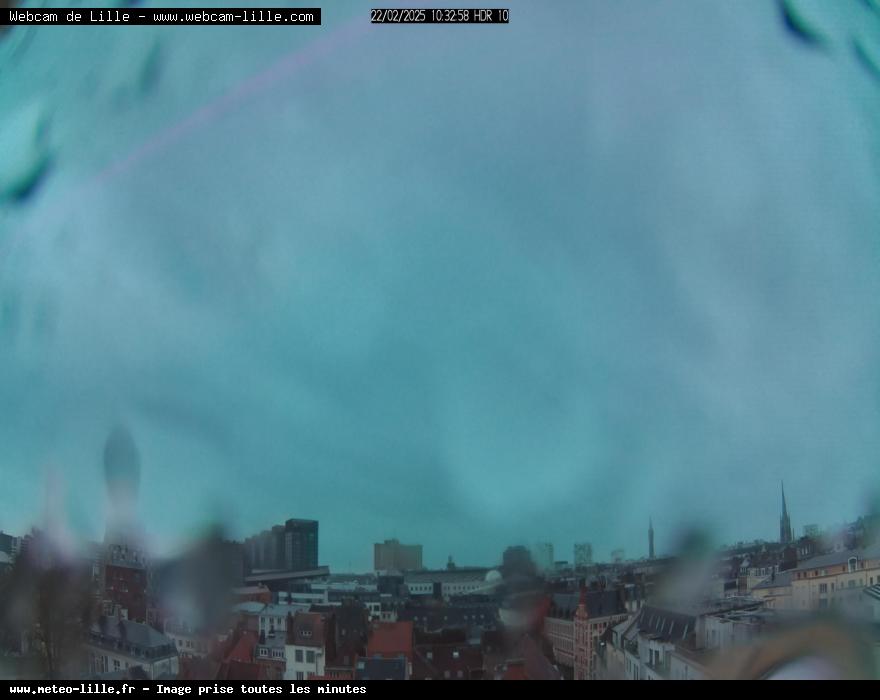 Webcam de Lille - www.webcam-lille.com
22/02/2025 10:32:58 HDR 10
www.meteo-lille.fr - Image prise toutes les minutes